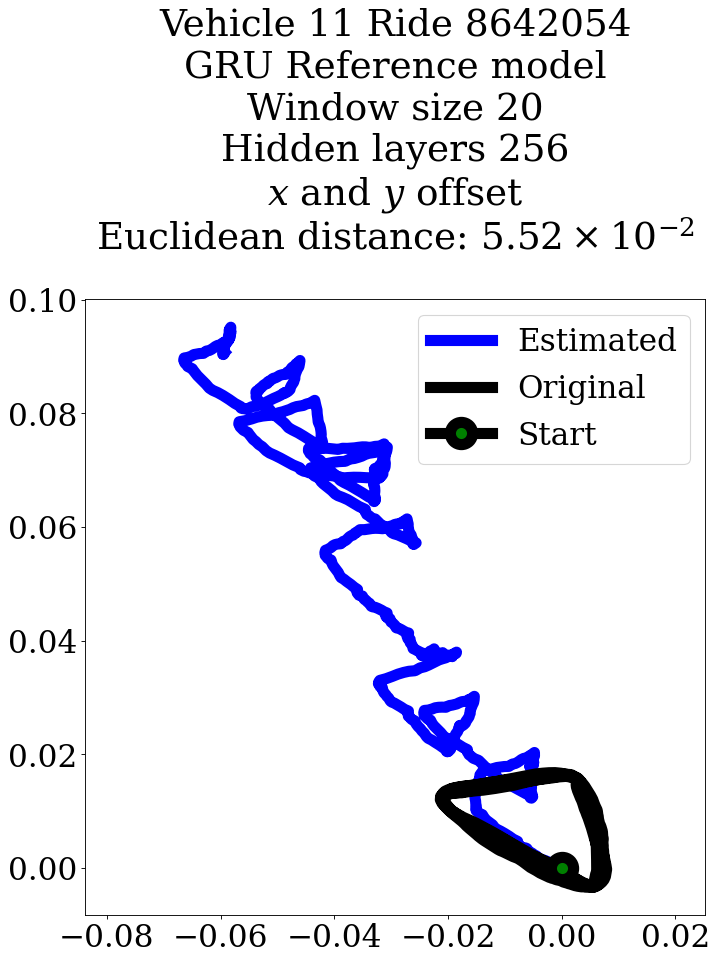 Vehicle 11 Ride 8642054
GRU Reference model
Window size 20
Hidden layers 256
x and y offset
Euclidean distance: 5.52 × 10⁻²
0.10
Estimated
Original
Start
0.08
0.06
0.04
0.02
0.00
−0.08 −0.06 −0.04 −0.02 0.00 0.02